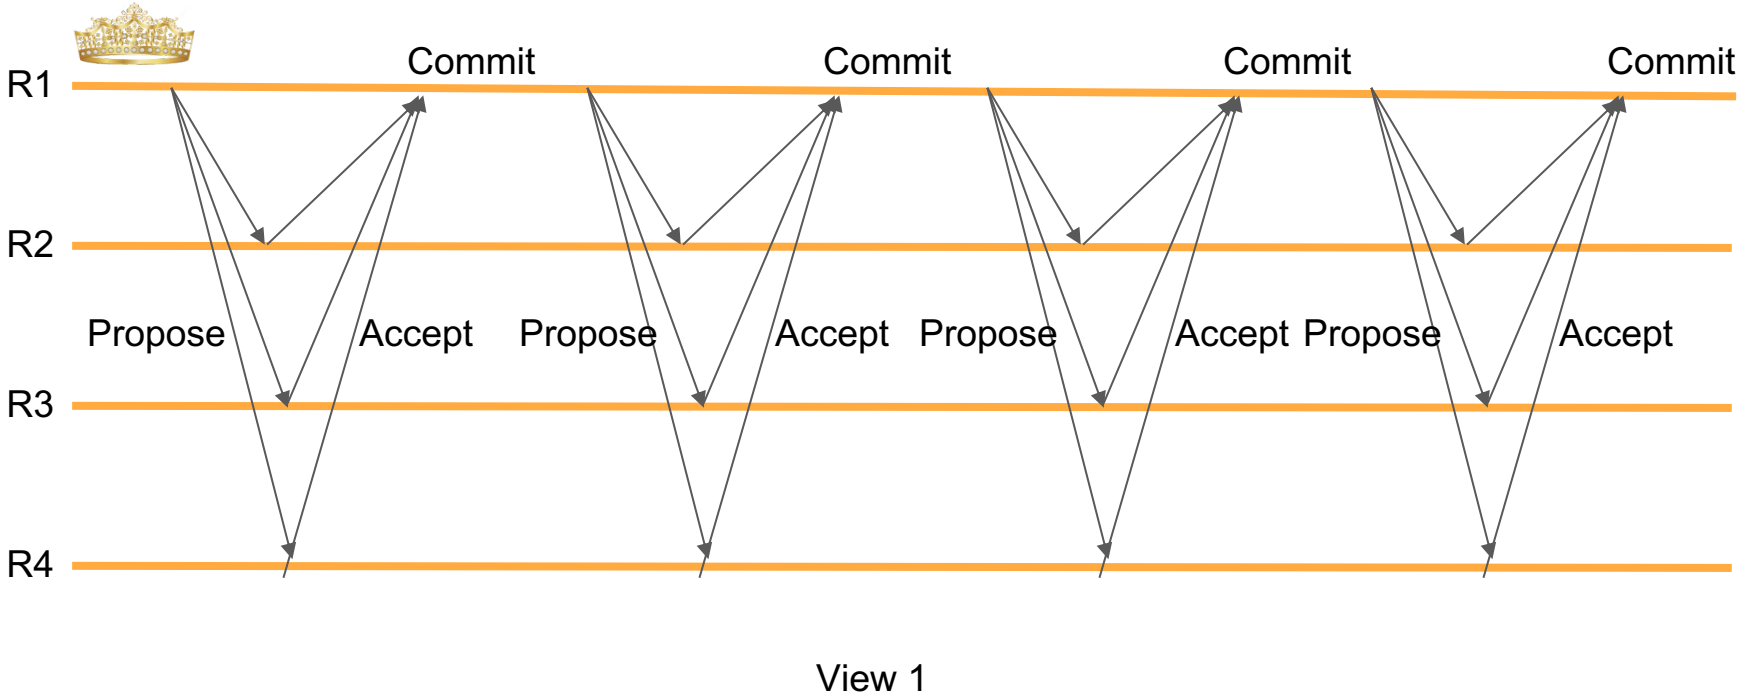 Commit Commit Commit Commit
R1
R2
Propose Accept Propose Accept Propose Accept Propose Accept
R3
R4
View 1